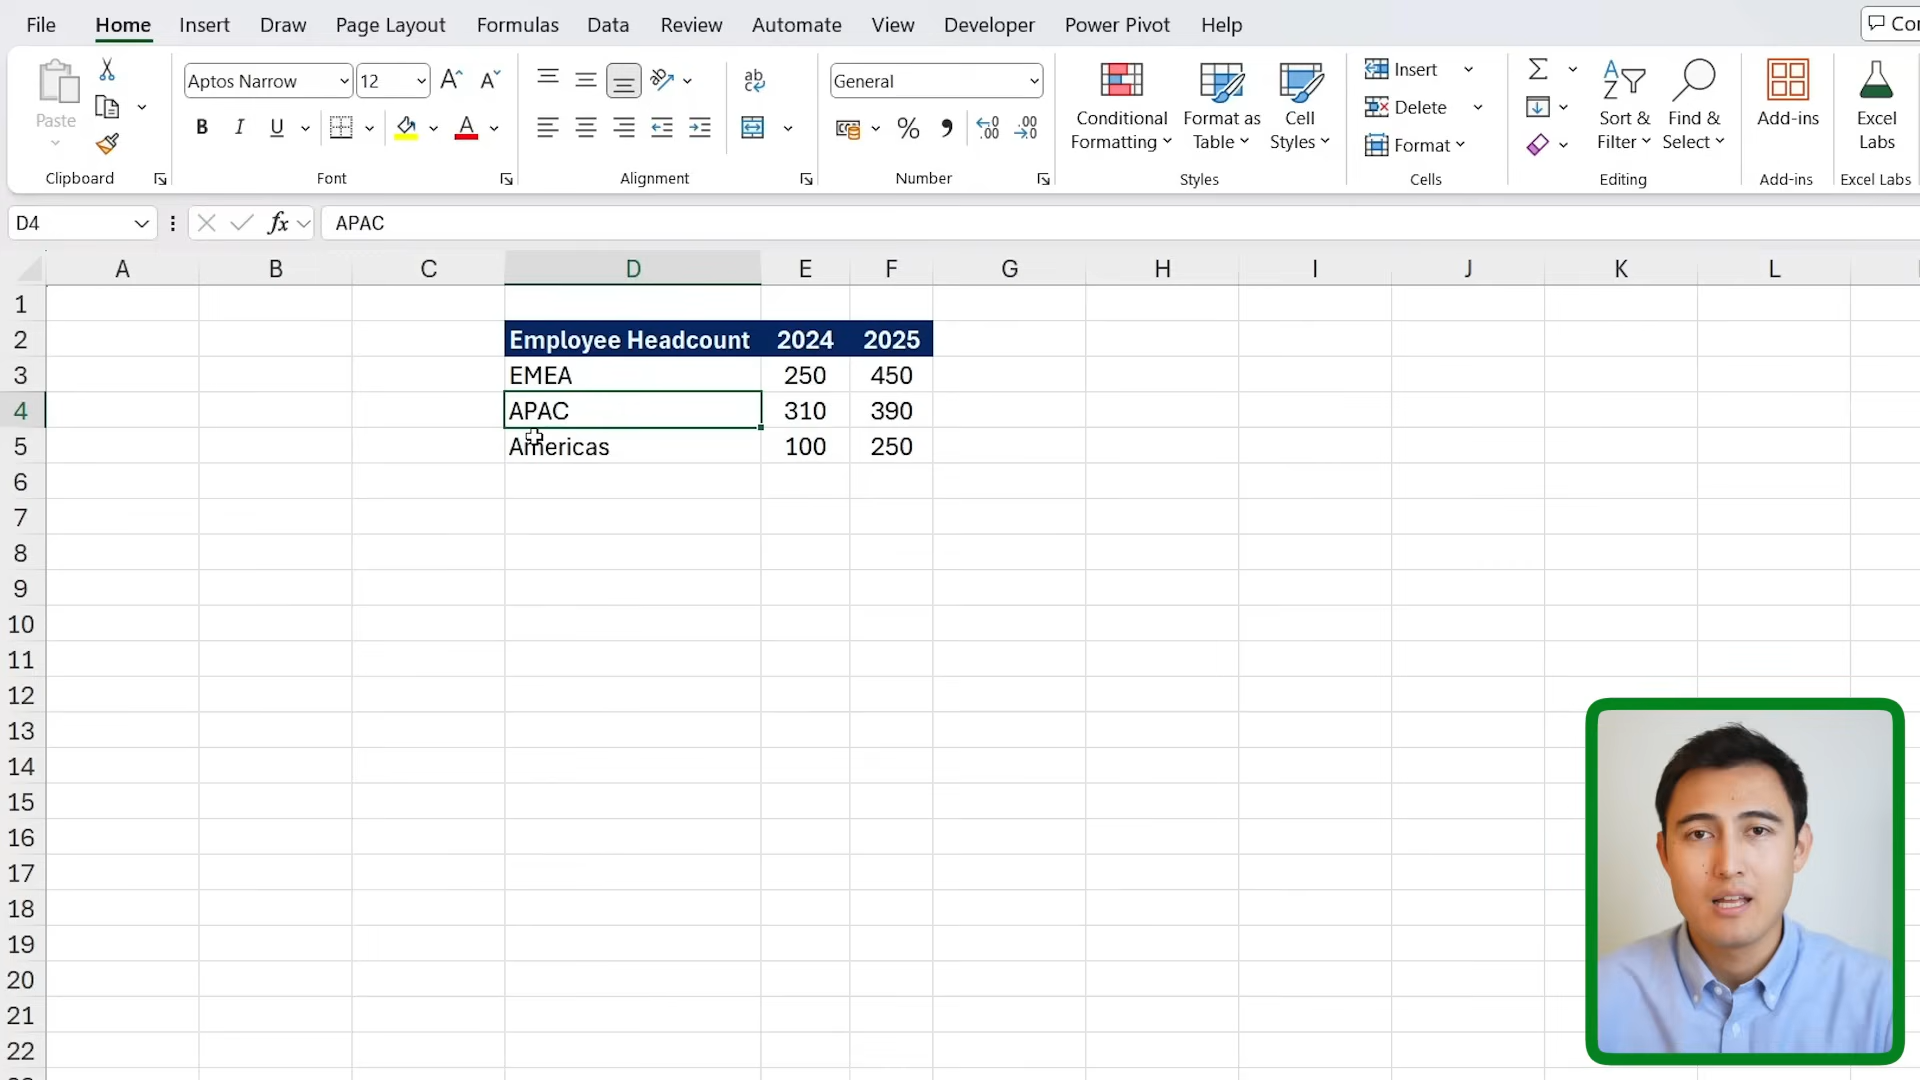 File Home Insert Draw Page Layout Formulas Data Review Automate View Developer Power Pivot Help
Paste
Clipboard
Aptos Narrow 12
B I U A
Font
ab
Alignment
General
% .00
Number
Conditional Formatting
Format as Table
Cell Styles
Styles
Insert
Delete
Format
Cells
Sort & Filter
Find & Select
Editing
Add-ins
Add-ins
Excel Labs
Excel Labs
D4 fx APAC
A B C D E F G H I J K L
1
2 Employee Headcount 2024 2025
3 EMEA 250 450
4 APAC 310 390
5 Americas 100 250
6
7
8
9
10
11
12
13
14
15
16
17
18
19
20
21
22